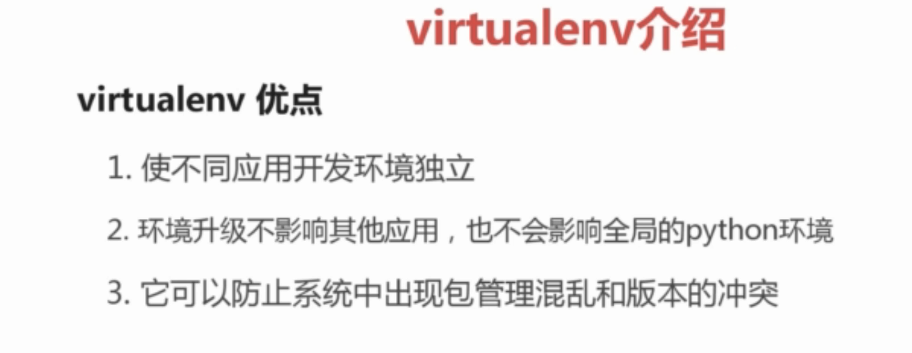 virtualenv介绍
virtualenv 优点
1. 使不同应用开发环境独立
2. 环境升级不影响其他应用，也不会影响全局的python环境
3. 它可以防止系统中出现包管理混乱和版本的冲突